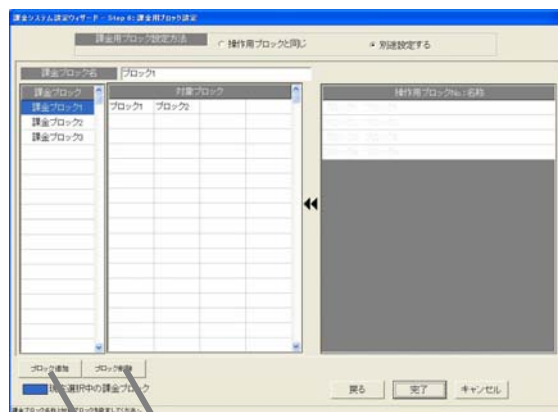 課金システム設定ウィザード - Step 6:課金用ブロック設定
課金用ブロック設定方法
操作用ブロックと同じ
別途設定する
課金ブロック名
ブロック1
課金ブロック
対象ブロック
操作用ブロックNo.:名称
課金ブロック1
ブロック1 ブロック2
課金ブロック2
課金ブロック3
ブロック追加
ブロック削除
現在選択中の課金ブロック
戻る
完了
キャンセル